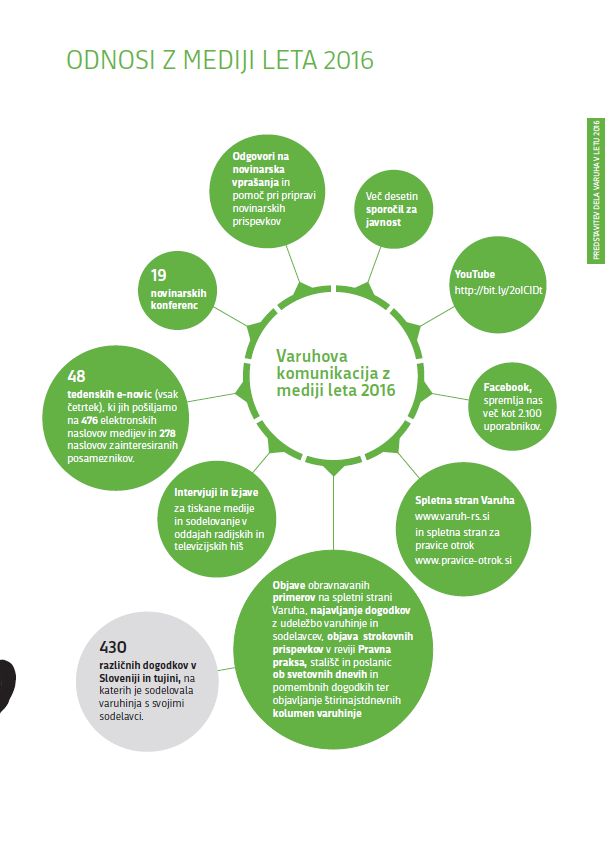 ODNOSI Z MEDIJI LETA 2016
PREDSTAVITEV DELA VARUHA V LETU 2016
Odgovori na
novinarska
vprašanja in
pomoč pri pripravi
novinarskih
prispevkov
Več desetin
sporočil za
javnost
YouTube
http://bit.ly/2oICIDt
19
novinarskih
konferenc
Varuhova
komunikacija z
mediji leta 2016
48
tedenskih e-novic (vsak
četrtek), ki jih pošiljamo
na 476 elektronskih
naslovov medijev in 278
naslovov zainteresiranih
posameznikov.
Facebook,
spremlja nas
več kot 2.100
uporabnikov.
Intervjuji in izjave
za tiskane medije
in sodelovanje v
oddajah radijskih in
televizijskih hiš
Spletna stran Varuha
www.varuh-rs.si
in spletna stran za
pravice otrok
www.pravice-otrok.si
Objave obravnavanih
primerov na spletni strani
Varuha, najavljanje dogodkov
z udeležbo varuhinje in
sodelavcev, objava strokovnih
prispevkov v reviji Pravna
praksa, stališč in poslanic
ob svetovnih dnevih in
pomembnih dogodkih ter
objavljanje štirinajstdnevnih
kolumen varuhinje
430
različnih dogodkov v
Sloveniji in tujini, na
katerih je sodelovala
varuhinja s svojimi
sodelavci.